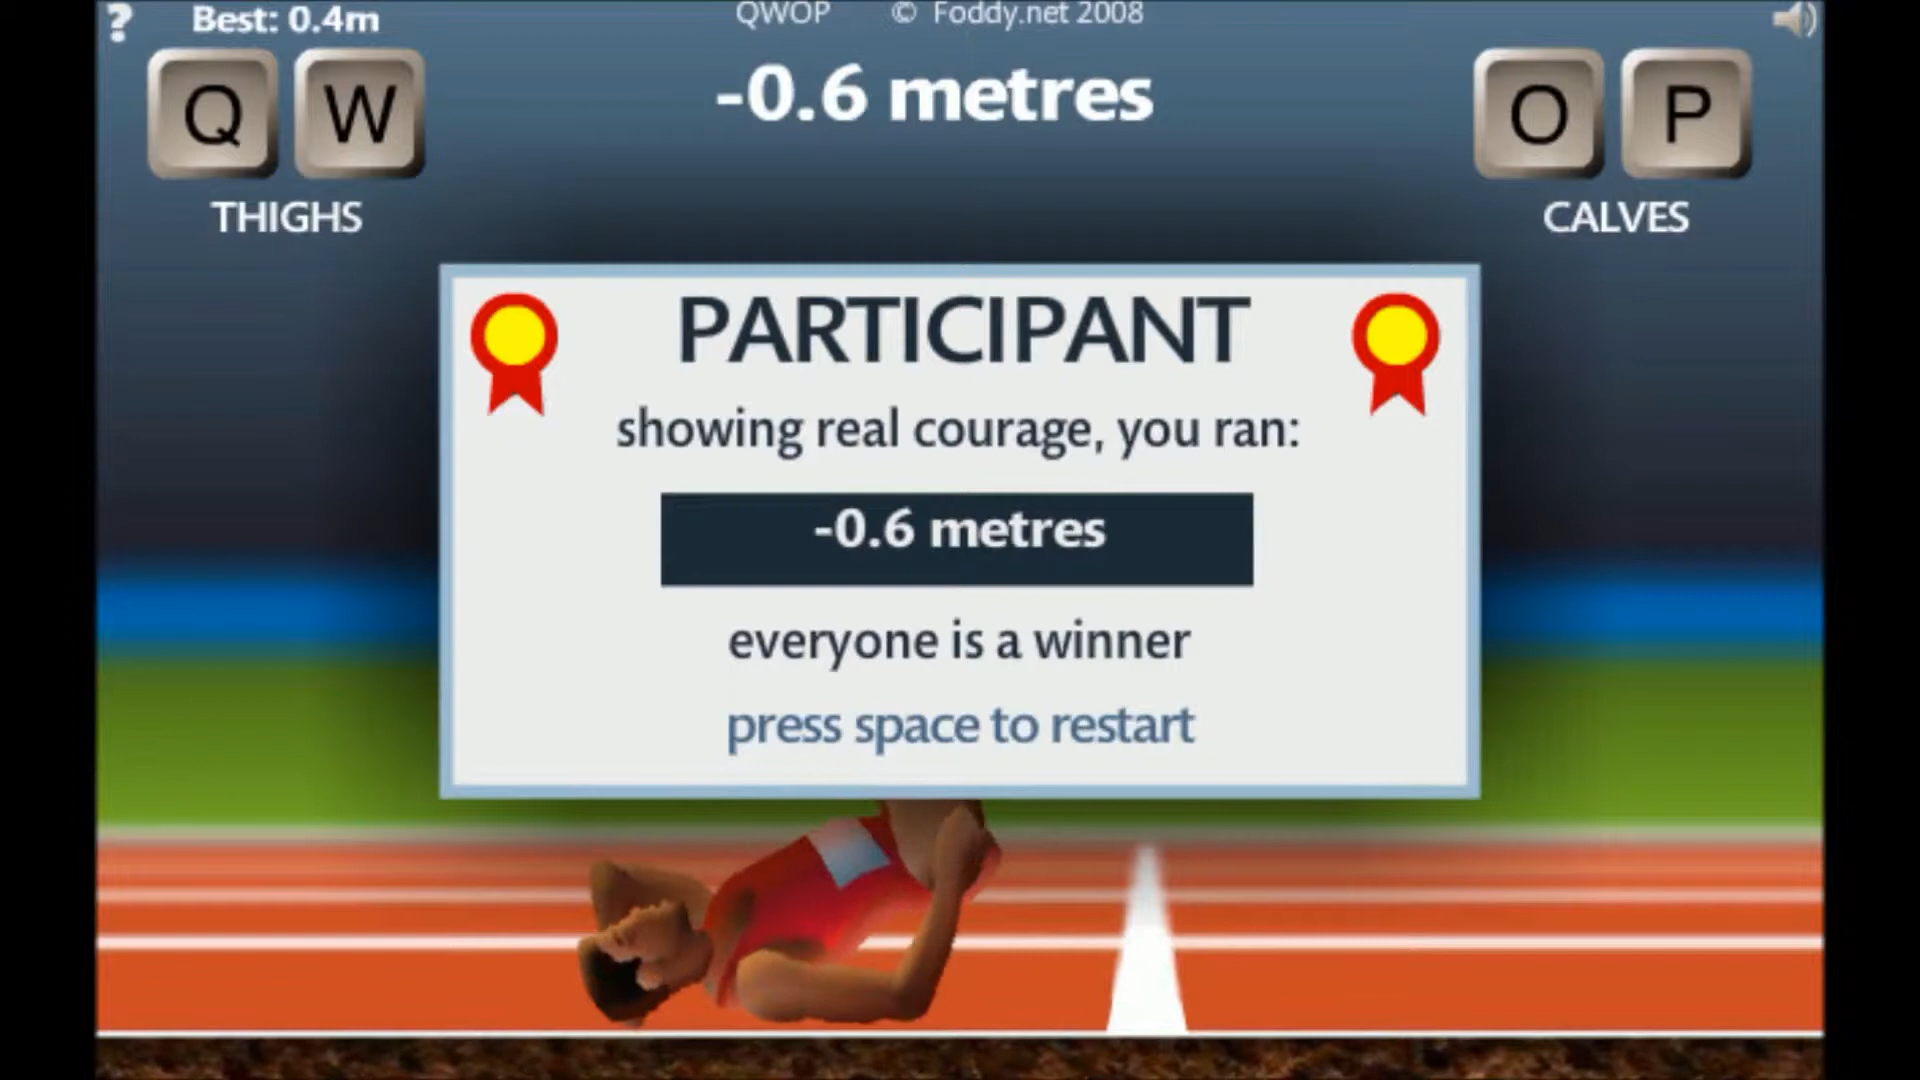 ? Best: 0.4m QWOP © Foddy.net 2008
Q W -0.6 metres O P
THIGHS CALVES
PARTICIPANT
showing real courage, you ran:
-0.6 metres
everyone is a winner
press space to restart